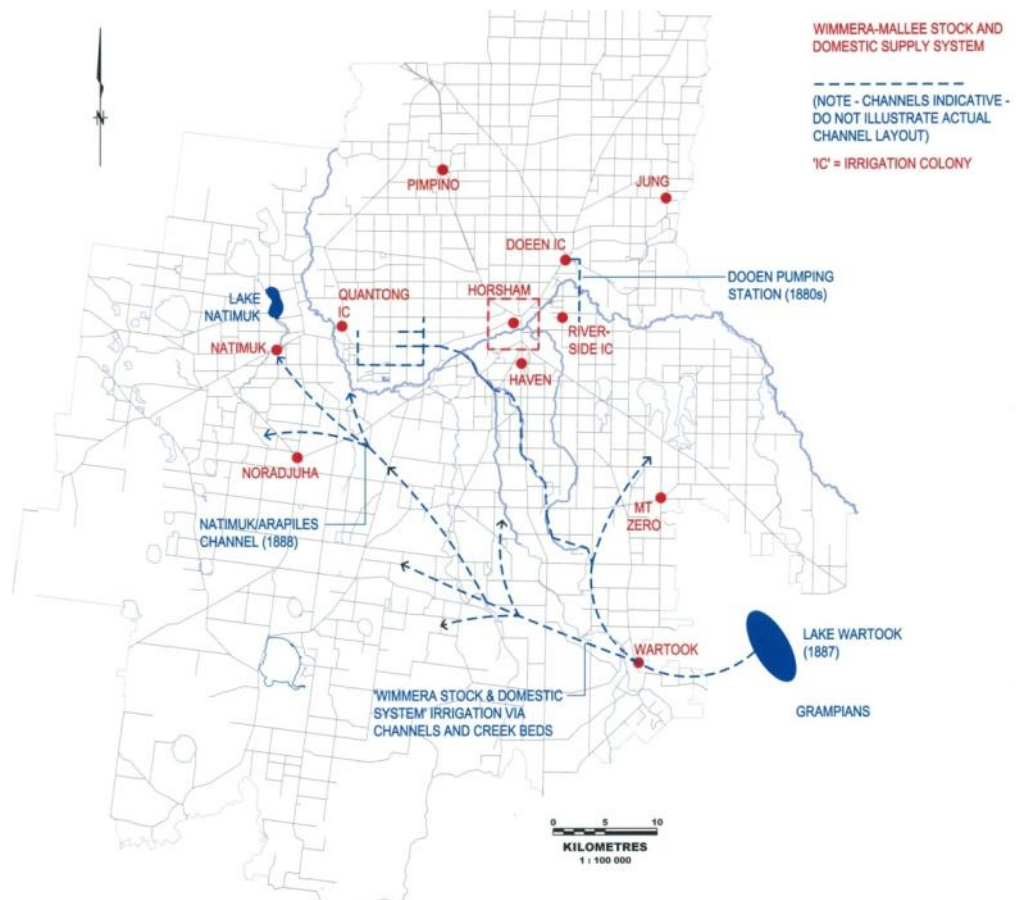 WIMMERA-MALLEE STOCK AND
DOMESTIC SUPPLY SYSTEM
(NOTE - CHANNELS INDICATIVE -
DO NOT ILLUSTRATE ACTUAL
CHANNEL LAYOUT)
'IC' = IRRIGATION COLONY
N
PIMPINO
JUNG
DOEEN IC
DOOEN PUMPING
STATION (1880s)
HORSHAM
QUANTONG
IC
LAKE
NATIMUK
NATIMUK
RIVER-
SIDE IC
HAVEN
NORADJUHA
MT
ZERO
NATIMUK/ARAPILES
CHANNEL (1888)
LAKE WARTOOK
(1887)
WARTOOK
'WIMMERA STOCK & DOMESTIC
SYSTEM' IRRIGATION VIA
CHANNELS AND CREEK BEDS
GRAMPIANS
0 5 10
KILOMETRES
1 : 100 000